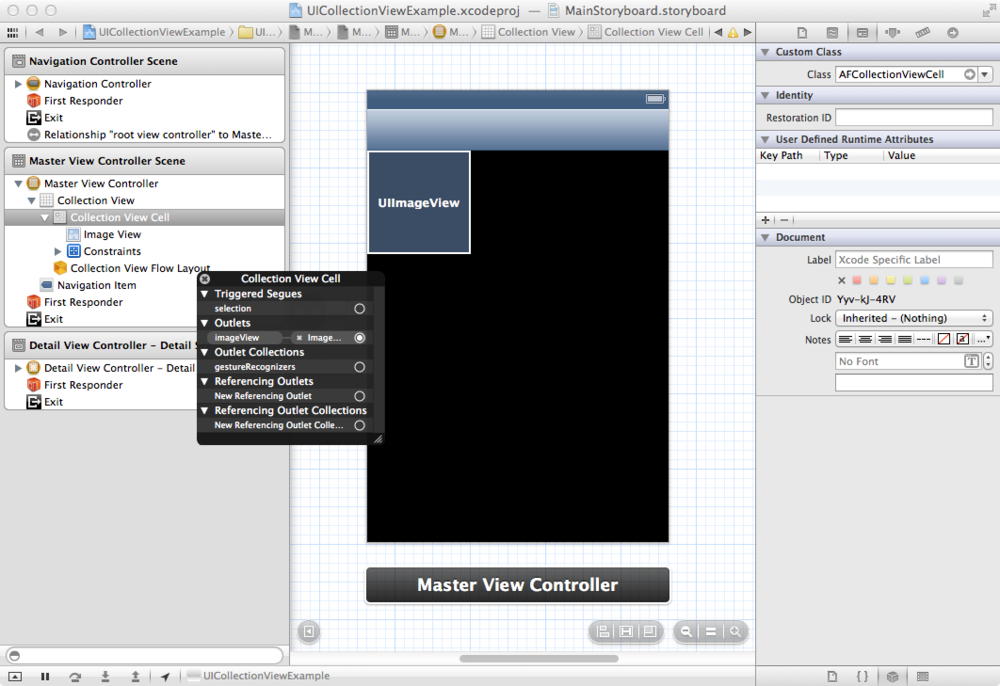 UICollectionViewExample.xcodeproj — MainStoryboard.storyboard
UICollectionViewExample UI... M... M... M... M... Collection View Collection View Cell
Navigation Controller Scene
Navigation Controller
First Responder
Exit
Relationship "root view controller" to Maste...
Master View Controller Scene
Master View Controller
Collection View
Collection View Cell
Image View
Constraints
Collection View Flow Layout
Navigation Item
First Responder
Exit
Detail View Controller – Detail
Detail View Controller – Detail
First Responder
Exit
Collection View Cell
Triggered Segues
selection
Outlets
imageView Image...
Outlet Collections
gestureRecognizers
Referencing Outlets
New Referencing Outlet
Referencing Outlet Collections
New Referencing Outlet Colle...
UIImageView
Master View Controller
Custom Class
Class AFCollectionViewCell
Identity
Restoration ID
User Defined Runtime Attributes
Key Path Type Value
Document
Label Xcode Specific Label
Object ID Yyv-kJ-4RV
Lock Inherited – (Nothing)
Notes
No Font
UICollectionViewExample